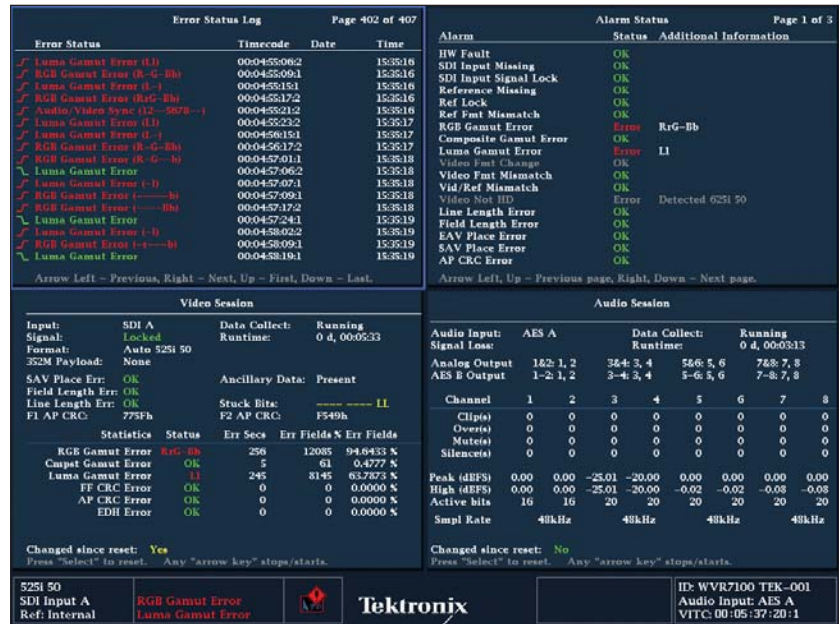 Error Status Log Page 402 of 407
Error Status Timecode Date Time
Luma Gamut Error (Ll) 00:04:55:06:2 15:35:16
RGB Gamut Error (R-G-Bb) 00:04:55:09:1 15:35:16
Luma Gamut Error (L-) 00:04:55:15:1 15:35:16
RGB Gamut Error (RrG-Bb) 00:04:55:17:2 15:35:16
Audio/Video Sync (12--5678--) 00:04:55:21:2 15:35:16
Luma Gamut Error (Ll) 00:04:55:23:2 15:35:17
Luma Gamut Error (L-) 00:04:56:15:1 15:35:17
RGB Gamut Error (R-G-Bb) 00:04:56:17:2 15:35:17
RGB Gamut Error (R-G--b) 00:04:57:01:1 15:35:18
Luma Gamut Error 00:04:57:06:2 15:35:18
Luma Gamut Error (-l) 00:04:57:07:1 15:35:18
RGB Gamut Error (-----b) 00:04:57:09:1 15:35:18
RGB Gamut Error (----Bb) 00:04:57:17:2 15:35:18
Luma Gamut Error 00:04:57:24:1 15:35:19
Luma Gamut Error (-l) 00:04:58:02:2 15:35:19
RGB Gamut Error (-r---b) 00:04:58:09:1 15:35:19
Luma Gamut Error 00:04:58:19:1 15:35:19
Arrow Left - Previous, Right - Next, Up - First, Down - Last.
Alarm Status Page 1 of 3
Alarm Status Additional Information
HW Fault OK
SDI Input Missing OK
SDI Input Signal Lock OK
Reference Missing OK
Ref Lock OK
Ref Fmt Mismatch OK
RGB Gamut Error Error RrG-Bb
Composite Gamut Error OK
Luma Gamut Error Error Ll
Video Fmt Change OK
Video Fmt Mismatch OK
Vid/Ref Mismatch OK
Video Not HD Error Detected 625i 50
Line Length Error OK
Field Length Error OK
EAV Place Error OK
SAV Place Error OK
AP CRC Error OK
Arrow Left, Up - Previous page, Right, Down - Next page.
Video Session
Input: SDI A Data Collect: Running
Signal: Locked Runtime: 0 d, 00:05:33
Format: Auto 525i 50
352M Payload: None
SAV Place Err: OK Ancillary Data: Present
Field Length Err: OK
Line Length Err: OK Stuck Bits: ---- ---- LL
F1 AP CRC: 775Fh F2 AP CRC: F549h
Statistics Status Err Secs Err Fields % Err Fields
RGB Gamut Error RrG-Bb 256 12085 94.6433 %
Cmpst Gamut Error OK 5 61 0.4777 %
Luma Gamut Error Ll 245 8145 63.7873 %
FF CRC Error OK 0 0 0.0000 %
AP CRC Error OK 0 0 0.0000 %
EDH Error OK 0 0 0.0000 %
Changed since reset: Yes
Press "Select" to reset. Any "arrow key" stops/starts.
Audio Session
Audio Input: AES A Data Collect: Running
Signal Loss: Runtime: 0 d, 00:03:13
Analog Output 1&2: 1, 2 3&4: 3, 4 5&6: 5, 6 7&8: 7, 8
AES B Output 1-2: 1, 2 3-4: 3, 4 5-6: 5, 6 7-8: 7, 8
Channel 1 2 3 4 5 6 7 8
Clip(s) 0 0 0 0 0 0 0 0
Over(s) 0 0 0 0 0 0 0 0
Mute(s) 0 0 0 0 0 0 0 0
Silence(s) 0 0 0 0 0 0 0 0
Peak (dBFS) 0.00 0.00 -25.01 -20.00 0.00 0.00 0.00 0.00
High (dBFS) 0.00 0.00 -25.01 -20.00 -0.02 -0.02 -0.08 -0.08
Active bits 16 16 20 20 20 20 20 20
Smpl Rate 48kHz 48kHz 48kHz 48kHz
Changed since reset: No
Press "Select" to reset. Any "arrow key" stops/starts.
525i 50
SDI Input A
Ref: Internal
RGB Gamut Error
Luma Gamut Error
Tektronix
ID: WVR7100 TEK-001
Audio Input: AES A
VITC: 00:05:37:20:1